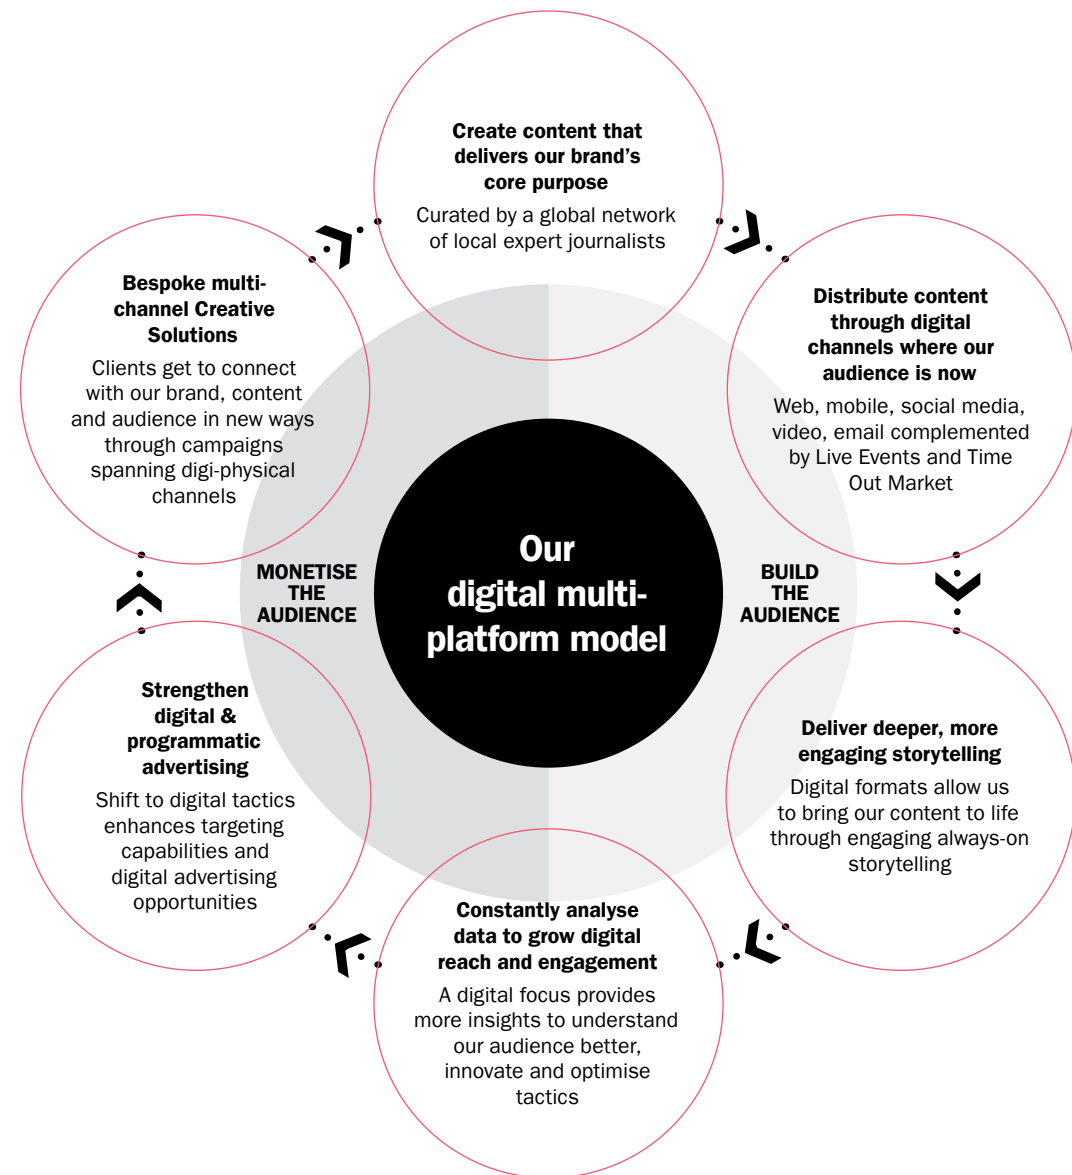 Create content that
delivers our brand's
core purpose
Curated by a global network
of local expert journalists
Distribute content
through digital
channels where our
audience is now
Web, mobile, social media,
video, email complemented
by Live Events and Time
Out Market
Deliver deeper, more
engaging storytelling
Digital formats allow us
to bring our content to life
through engaging always-on
storytelling
Constantly analyse
data to grow digital
reach and engagement
A digital focus provides
more insights to understand
our audience better,
innovate and optimise
tactics
Strengthen
digital &
programmatic
advertising
Shift to digital tactics
enhances targeting
capabilities and
digital advertising
opportunities
Bespoke multi-
channel Creative
Solutions
Clients get to connect
with our brand, content
and audience in new ways
through campaigns
spanning digi-physical
channels
MONETISE
THE
AUDIENCE
Our
digital multi-
platform model
BUILD
THE
AUDIENCE